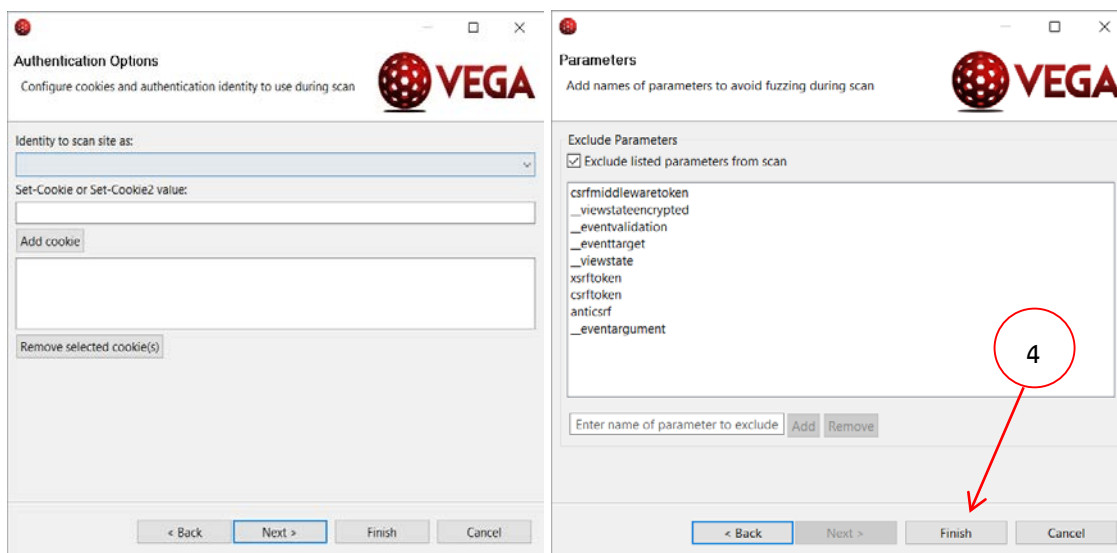 Authentication Options
Configure cookies and authentication identity to use during scan
VEGA
Identity to scan site as:
Set-Cookie or Set-Cookie2 value:
Add cookie
Remove selected cookie(s)
< Back Next > Finish Cancel
Parameters
Add names of parameters to avoid fuzzing during scan
VEGA
Exclude Parameters
Exclude listed parameters from scan
csrfmiddlewaretoken
__viewstateencrypted
__eventvalidation
__eventtarget
__viewstate
xsrftoken
csrftoken
anticsrf
__eventargument
4
Enter name of parameter to exclude Add Remove
< Back Next > Finish Cancel